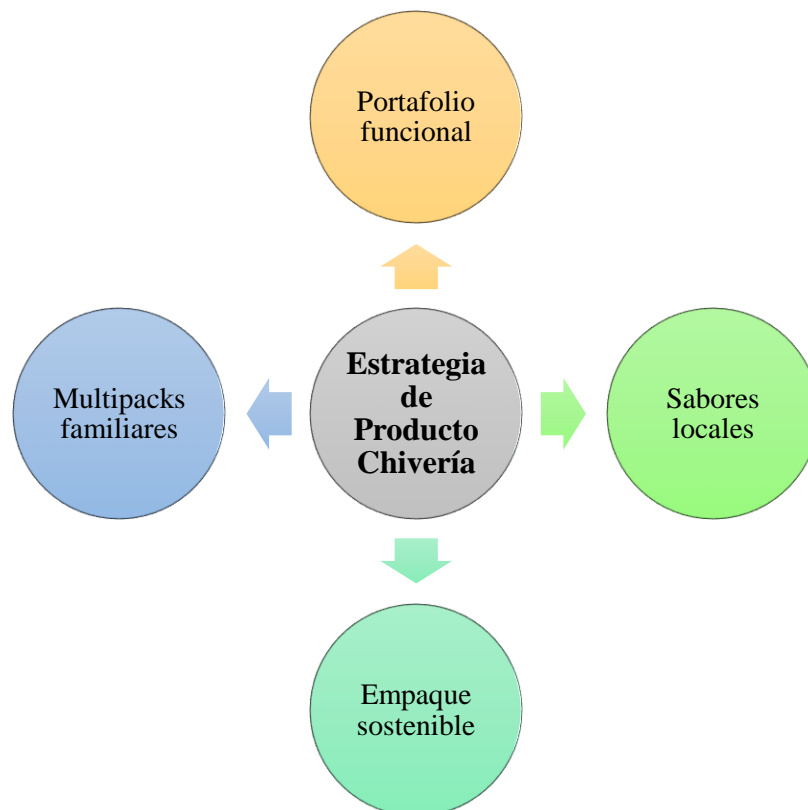 Portafolio
funcional
Multipacks
familiares
Estrategia
de
Producto
Chivería
Sabores
locales
Empaque
sostenible